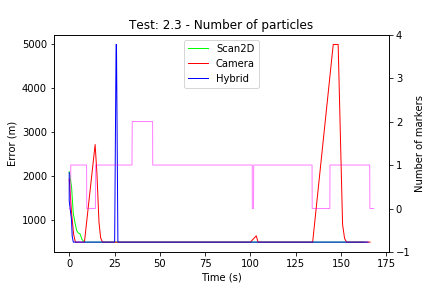 Test: 2.3 - Number of particles
Scan2D
Camera
Hybrid
Error (m)
5000
4000
3000
2000
1000
4
3
2
1
0
−1
Number of markers
0
25
50
75
100
125
150
175
Time (s)